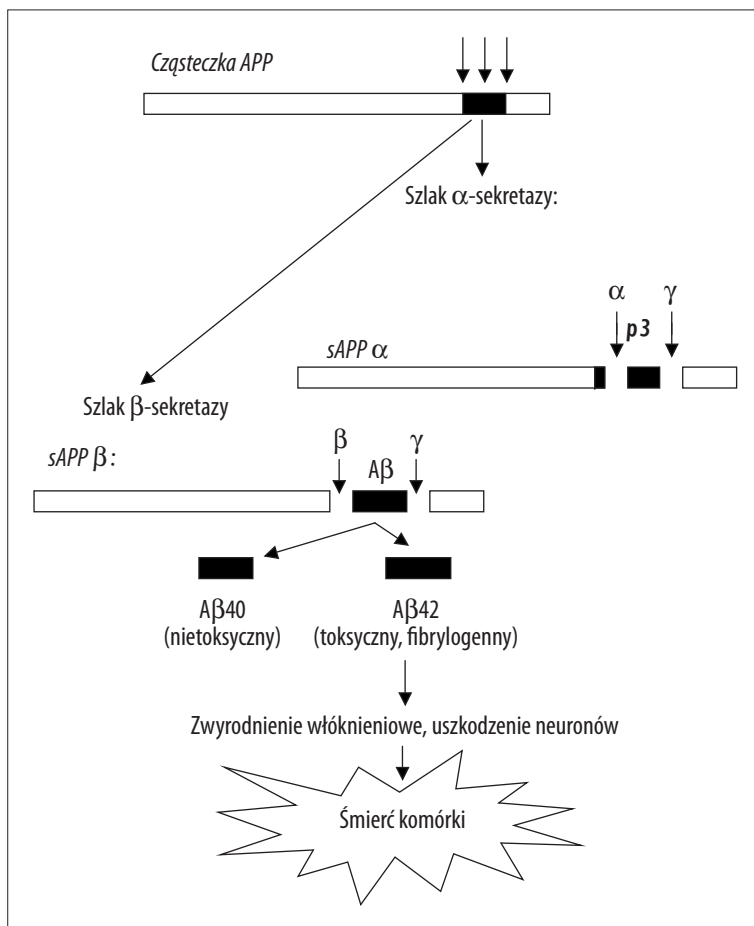 Cząsteczka APP
Szlak α-sekretazy:
α γ
p3
sAPP α
Szlak β-sekretazy
β γ
sAPP β:
Aβ
Aβ40
(nietoksyczny)
Aβ42
(toksyczny, fibrylogenny)
Zwyrodnienie włóknieniowe, uszkodzenie neuronów
Śmierć komórki